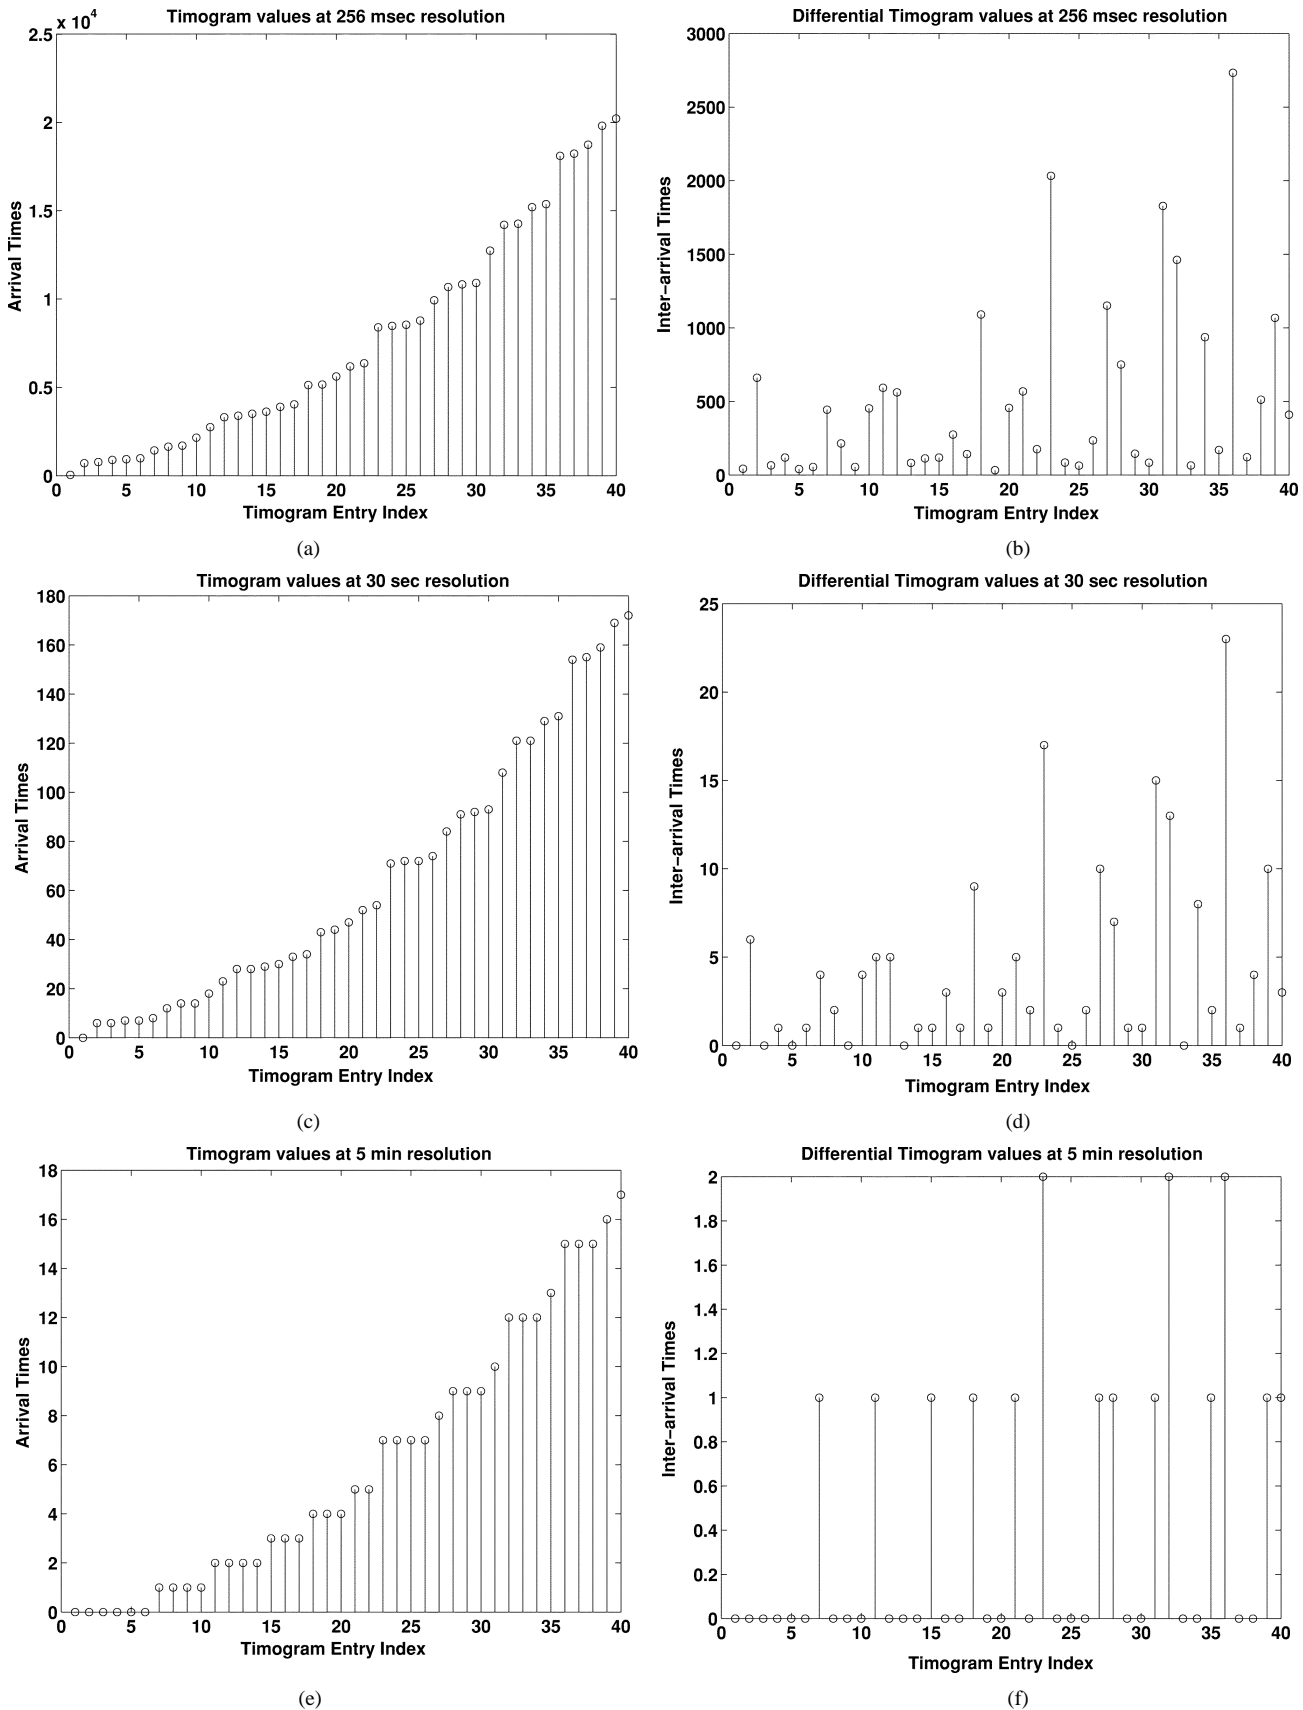 Timogram values at 256 msec resolution
x 10^4
2.5
2
1.5
1
0.5
0
0 5 10 15 20 25 30 35 40
Arrival Times
Timogram Entry Index
(a)
Differential Timogram values at 256 msec resolution
3000
2500
2000
1500
1000
500
0
0 5 10 15 20 25 30 35 40
Inter-arrival Times
Timogram Entry Index
(b)
Timogram values at 30 sec resolution
180
160
140
120
100
80
60
40
20
0
0 5 10 15 20 25 30 35 40
Arrival Times
Timogram Entry Index
(c)
Differential Timogram values at 30 sec resolution
25
20
15
10
5
0
0 5 10 15 20 25 30 35 40
Inter-arrival Times
Timogram Entry Index
(d)
Timogram values at 5 min resolution
18
16
14
12
10
8
6
4
2
0
0 5 10 15 20 25 30 35 40
Arrival Times
Timogram Entry Index
(e)
Differential Timogram values at 5 min resolution
2
1.8
1.6
1.4
1.2
1
0.8
0.6
0.4
0.2
0
0 5 10 15 20 25 30 35 40
Inter-arrival Times
Timogram Entry Index
(f)